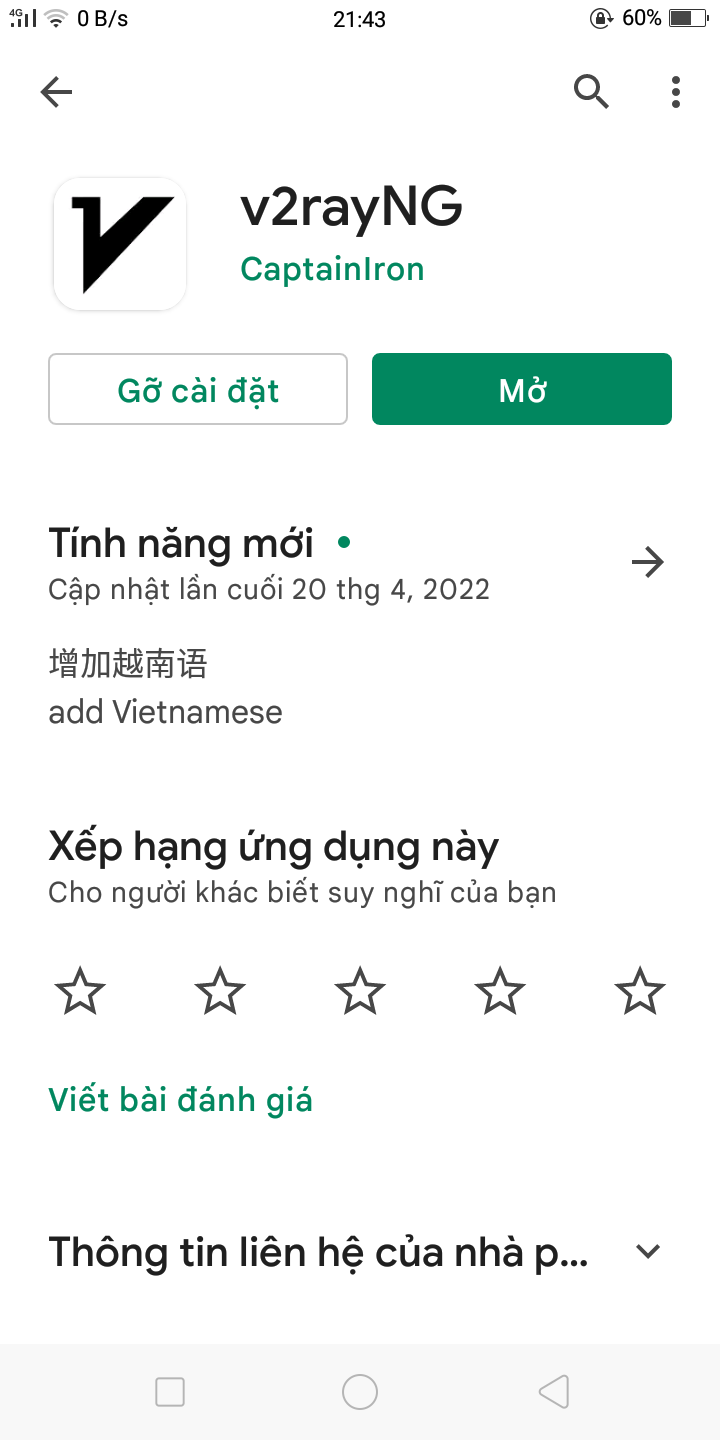 4G 0 B/s 21:43 60%
v2rayNG
CaptainIron
Gỡ cài đặt
Mở
Tính năng mới
Cập nhật lần cuối 20 thg 4, 2022
增加越南语
add Vietnamese
Xếp hạng ứng dụng này
Cho người khác biết suy nghĩ của bạn
Viết bài đánh giá
Thông tin liên hệ của nhà p...